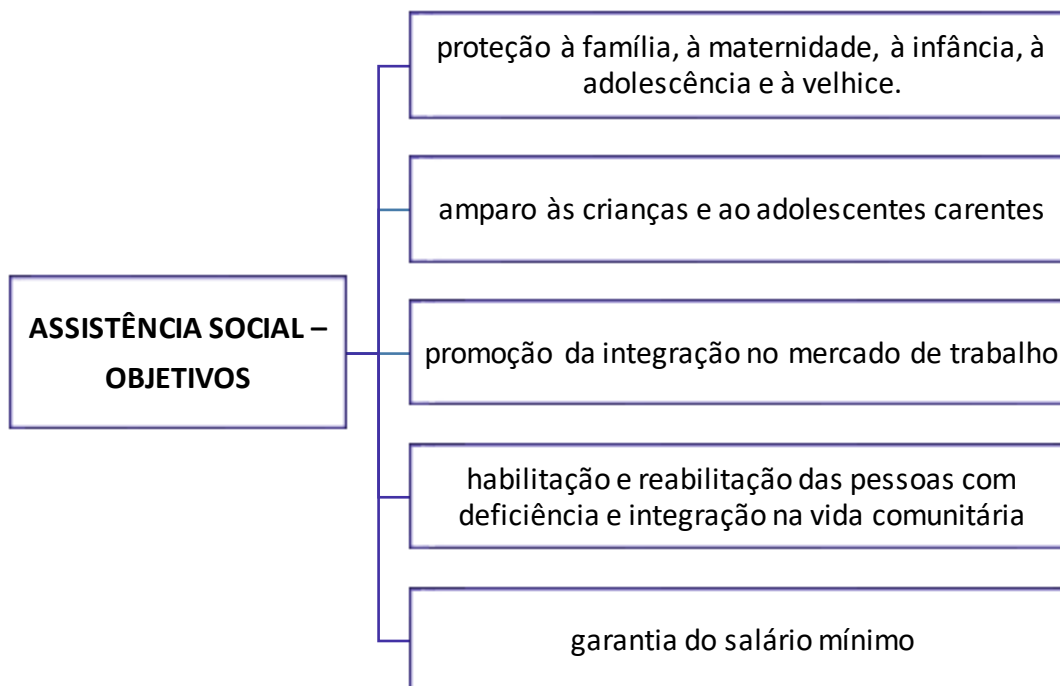 proteção à família, à maternidade, à infância, à
adolescência e à velhice.
amparo às crianças e ao adolescentes carentes
ASSISTÊNCIA SOCIAL –
OBJETIVOS
promoção da integração no mercado de trabalho
habilitação e reabilitação das pessoas com
deficiência e integração na vida comunitária
garantia do salário mínimo